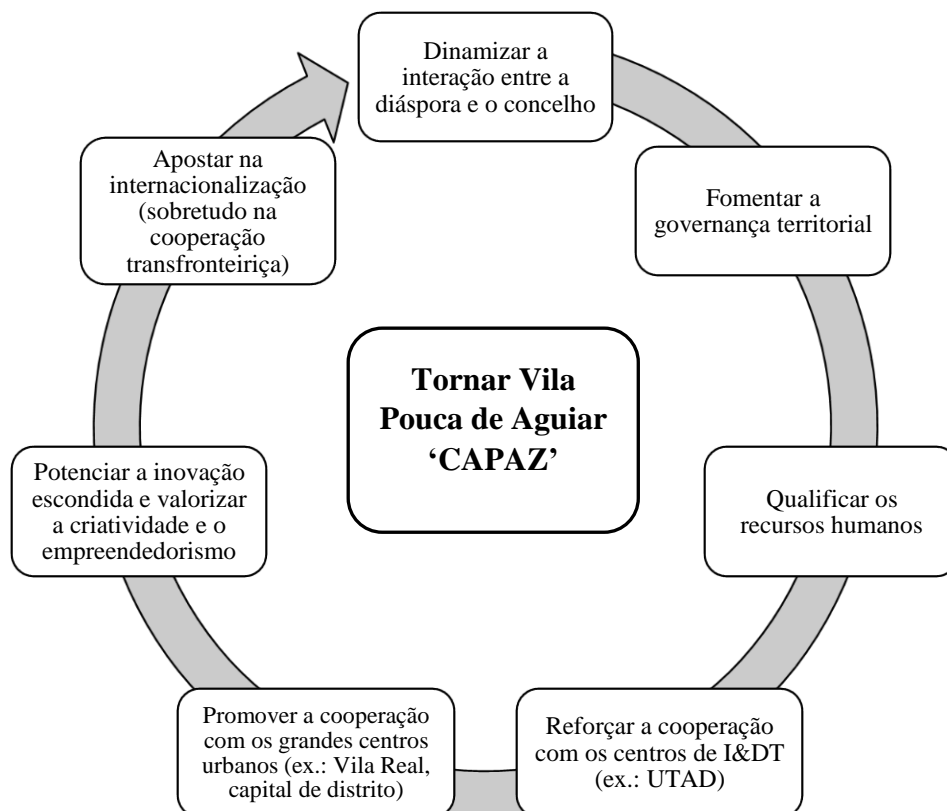 Dinamizar a
interação entre a
diáspora e o concelho
Fomentar a
governança territorial
Qualificar os
recursos humanos
Reforçar a cooperação
com os centros de I&DT
(ex.: UTAD)
Promover a cooperação
com os grandes centros
urbanos (ex.: Vila Real,
capital de distrito)
Potenciar a inovação
escondida e valorizar
a criatividade e o
empreendedorismo
Apostar na
internacionalização
(sobretudo na
cooperação
transfronteiriça)
Tornar Vila
Pouca de Aguiar
‘CAPAZ’